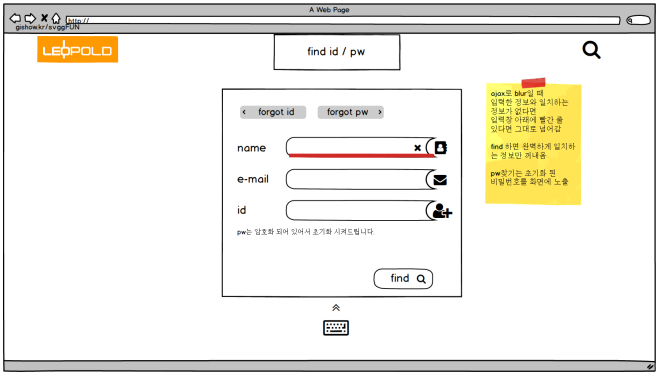 A Web Page
http://
gishow.kr/svggFUN
LEOPOLD
find id / pw
forgot id
forgot pw
name
e-mail
id
pw는 암호화 되어 있어서 초기화 시켜드립니다.
find
ajax로 blur일 때
입력한 정보와 일치하는
정보가 없다면
입력창 아래에 빨간 줄
있다면 그대로 넘어감
find 하면 완벽하게 일치하
는 정보만 꺼내옴
pw찾기는 초기화 된
비밀번호를 화면에 노출